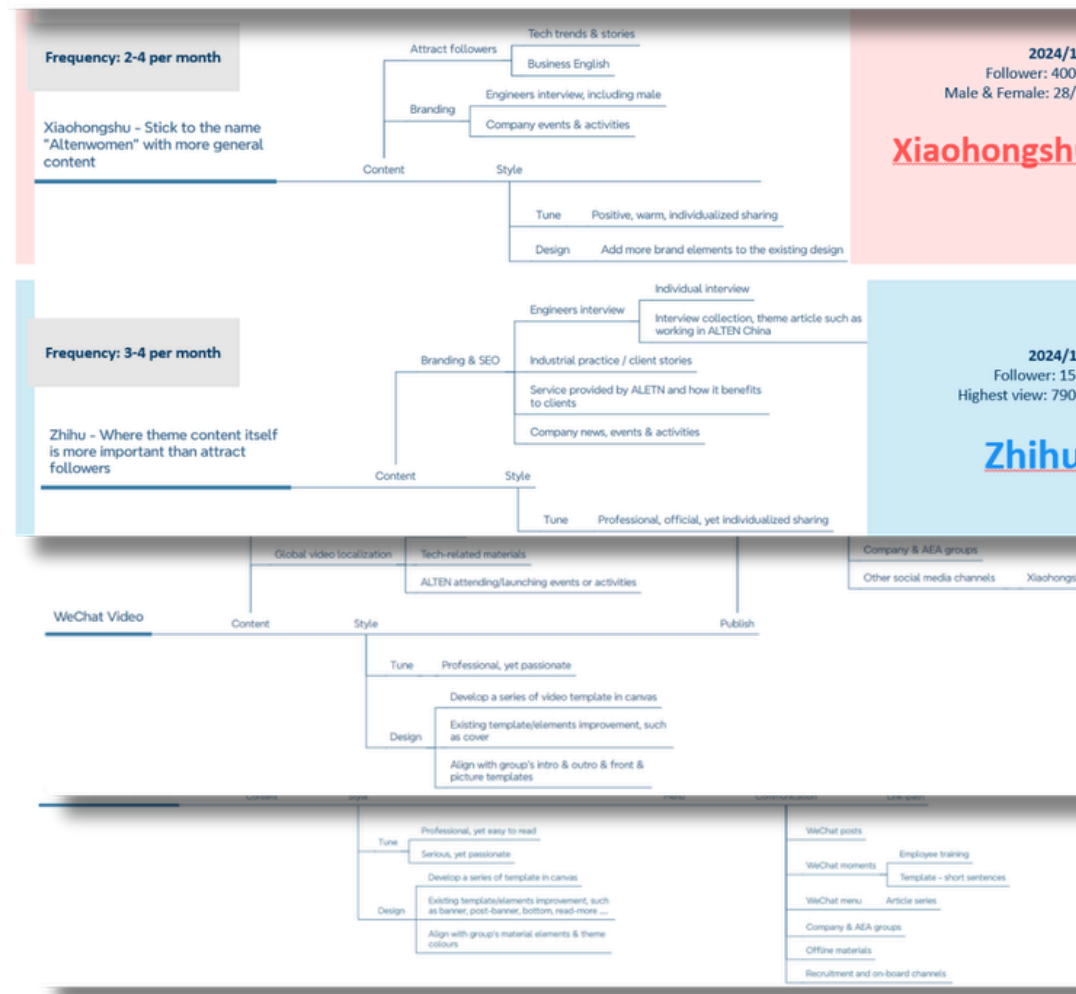 Frequency: 2-4 per month
Xiaohongshu - Stick to the name
"Altenwomen" with more general
content
Content
Attract followers
Tech trends & stories
Business English
Branding
Engineers interview, including male
Company events & activities
Style
Tune
Positive, warm, individualized sharing
Design
Add more brand elements to the existing design
2024/1
Follower: 400
Male & Female: 28/
Xiaohongshu
Frequency: 3-4 per month
Zhihu - Where theme content itself
is more important than attract
followers
Content
Branding & SEO
Engineers interview
Individual interview
Interview collection, theme article such as
working in ALTEN China
Industrial practice / client stories
Service provided by ALETN and how it benefits
to clients
Company news, events & activities
Style
Tune
Professional, official, yet individualized sharing
2024/1
Follower: 15
Highest view: 790
Zhihu
WeChat Video
Content
Global video localization
Tech-related materials
ALTEN attending/launching events or activities
Style
Tune
Professional, yet passionate
Design
Develop a series of video template in canvas
Existing template/elements improvement, such
as cover
Align with group's intro & outro & front &
picture templates
Publish
Company & AEA groups
Other social media channels
Xiaohongs
Content
Style
Tune
Professional, yet easy to read
Serious, yet passionate
Design
Develop a series of template in canvas
Existing template/elements improvement, such
as banner, post-banner, bottom, read-more ....
Align with group's material elements & theme
colours
Menu
Communication
WeChat posts
WeChat moments
Employee training
Template - short sentences
WeChat menu
Article series
Company & AEA groups
Offline materials
Recruitment and on-board channels